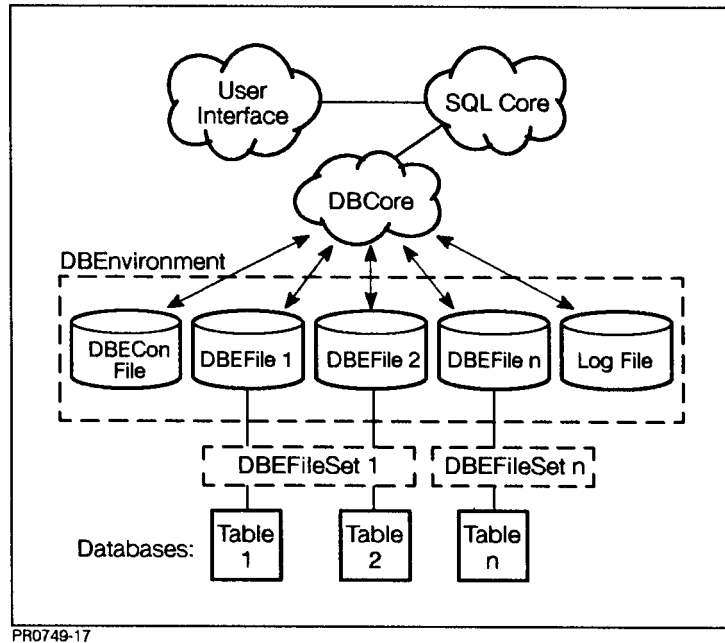 User
Interface
SQL Core
DBCore
DBEnvironment
DBECon
File
DBEFile 1
DBEFile 2
DBEFile n
Log File
DBEFileSet 1
DBEFileSet n
Databases:
Table
1
Table
2
Table
n
PR0749-17